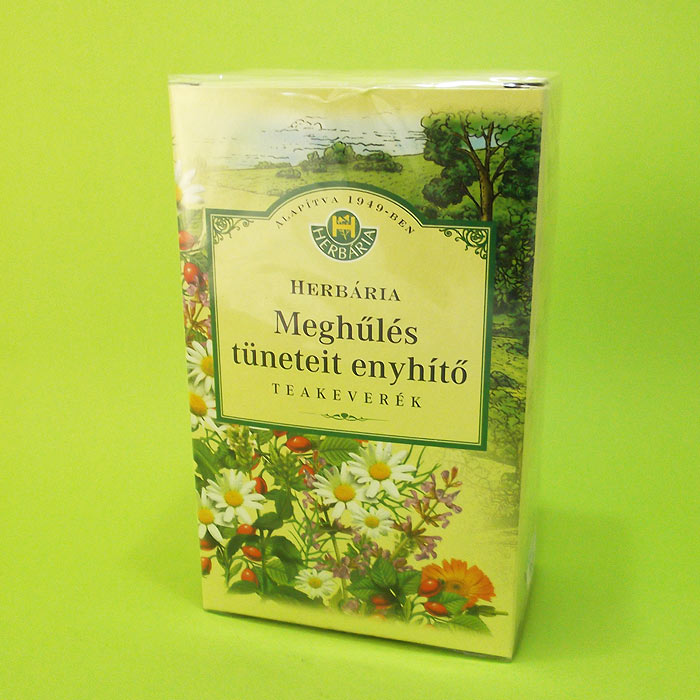 ALAPÍTVA 1949-BEN
HERBÁRIA
HERBÁRIA
Meghűlés
tüneteit enyhítő
TEAKEVERÉK